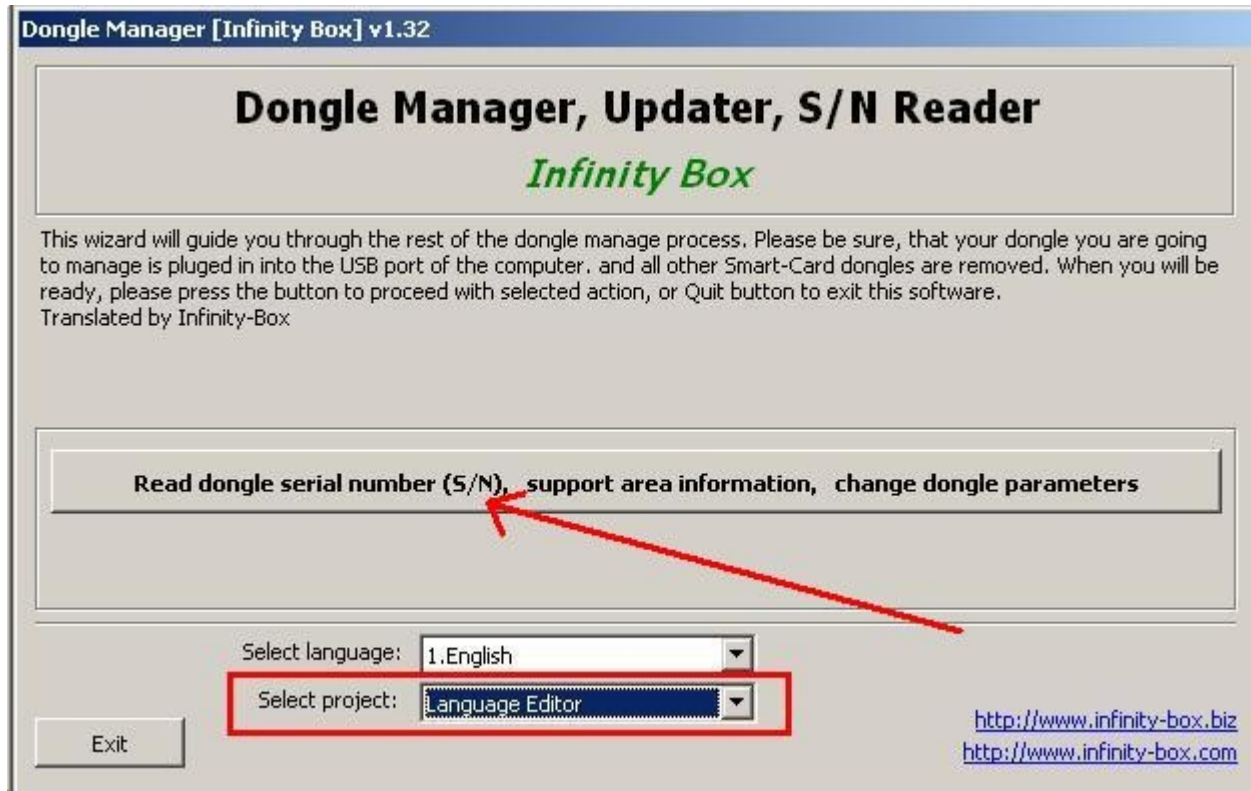 Dongle Manager [Infinity Box] v1.32
Dongle Manager, Updater, S/N Reader
Infinity Box
This wizard will guide you through the rest of the dongle manage process. Please be sure, that your dongle you are going
to manage is pluged in into the USB port of the computer. and all other Smart-Card dongles are removed. When you will be
ready, please press the button to proceed with selected action, or Quit button to exit this software.
Translated by Infinity-Box
Read dongle serial number (S/N), support area information, change dongle parameters
Select language: 1.English
Select project: Language Editor
Exit
http://www.infinity-box.biz
http://www.infinity-box.com